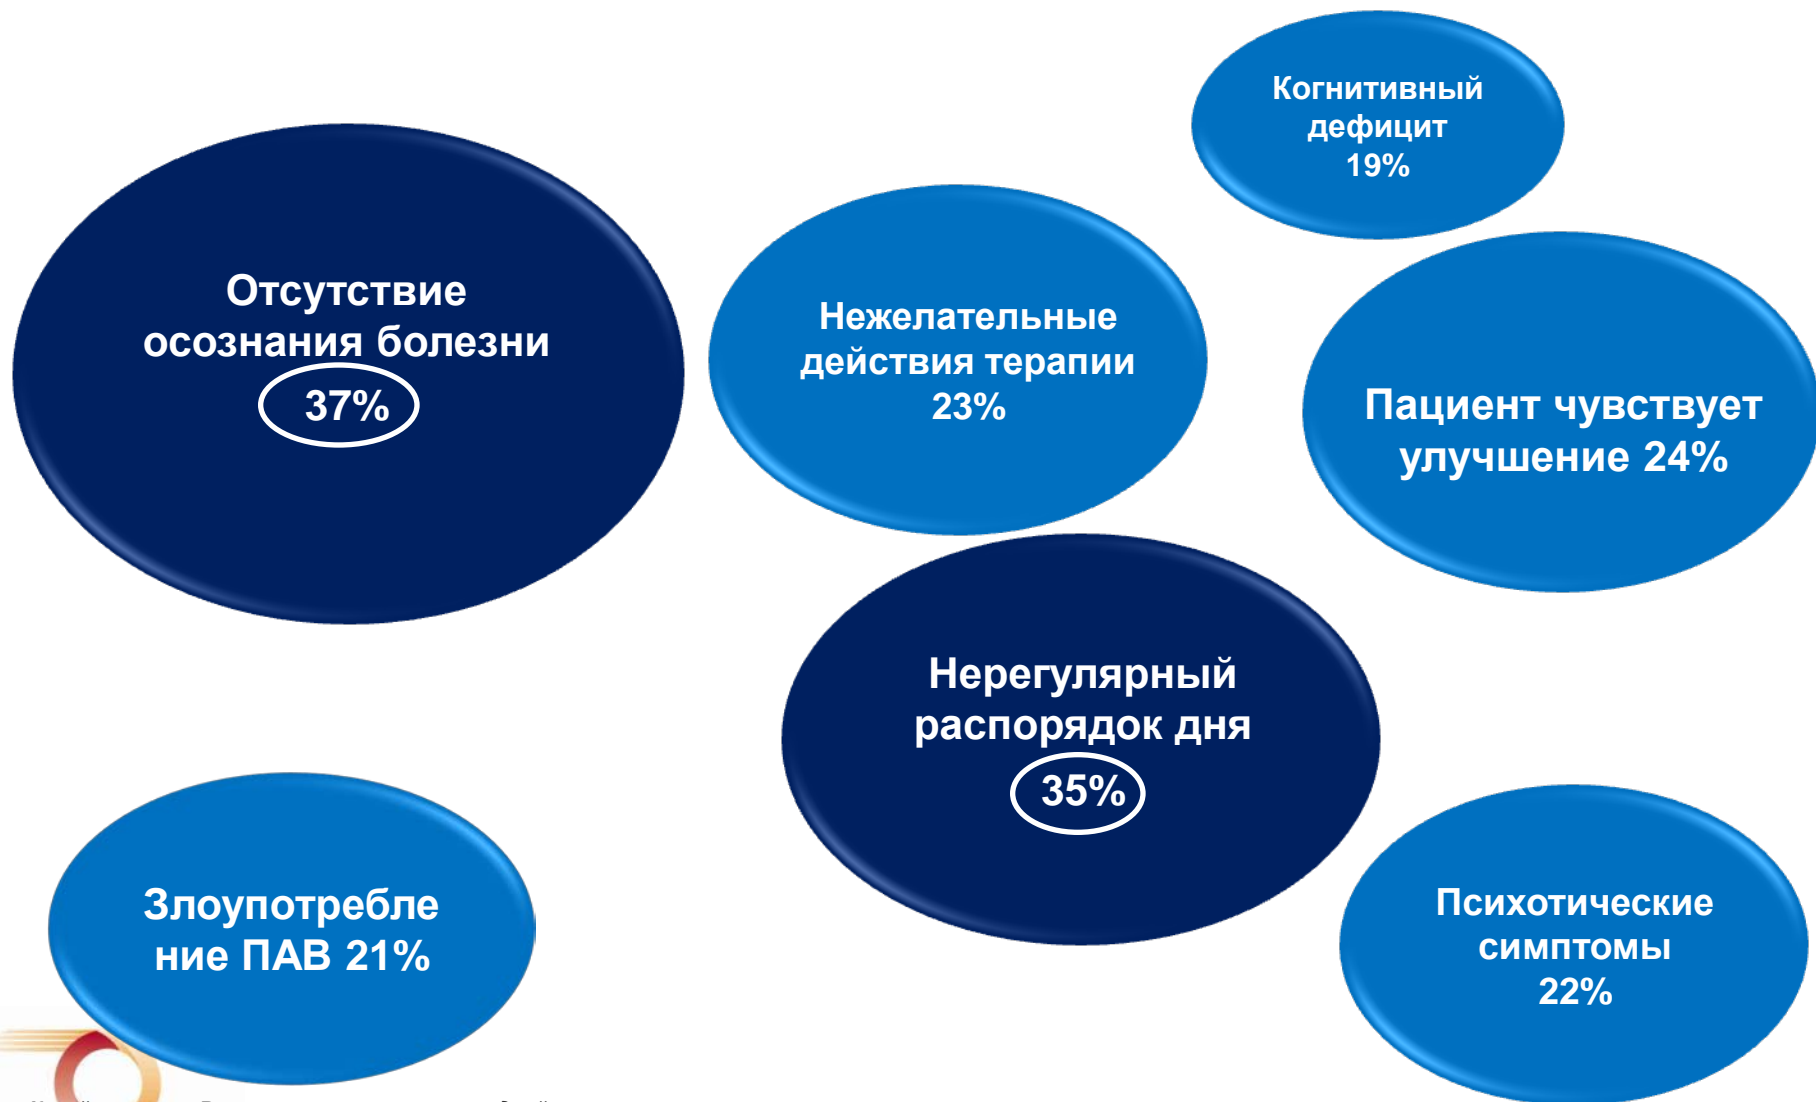 Когнитивный
дефицит
19%
Отсутствие
осознания болезни
37%
Нежелательные
действия терапии
23%
Пациент чувствует
улучшение 24%
Нерегулярный
распорядок дня
35%
Злоупотребле
ние ПАВ 21%
Психотические
симптомы
22%